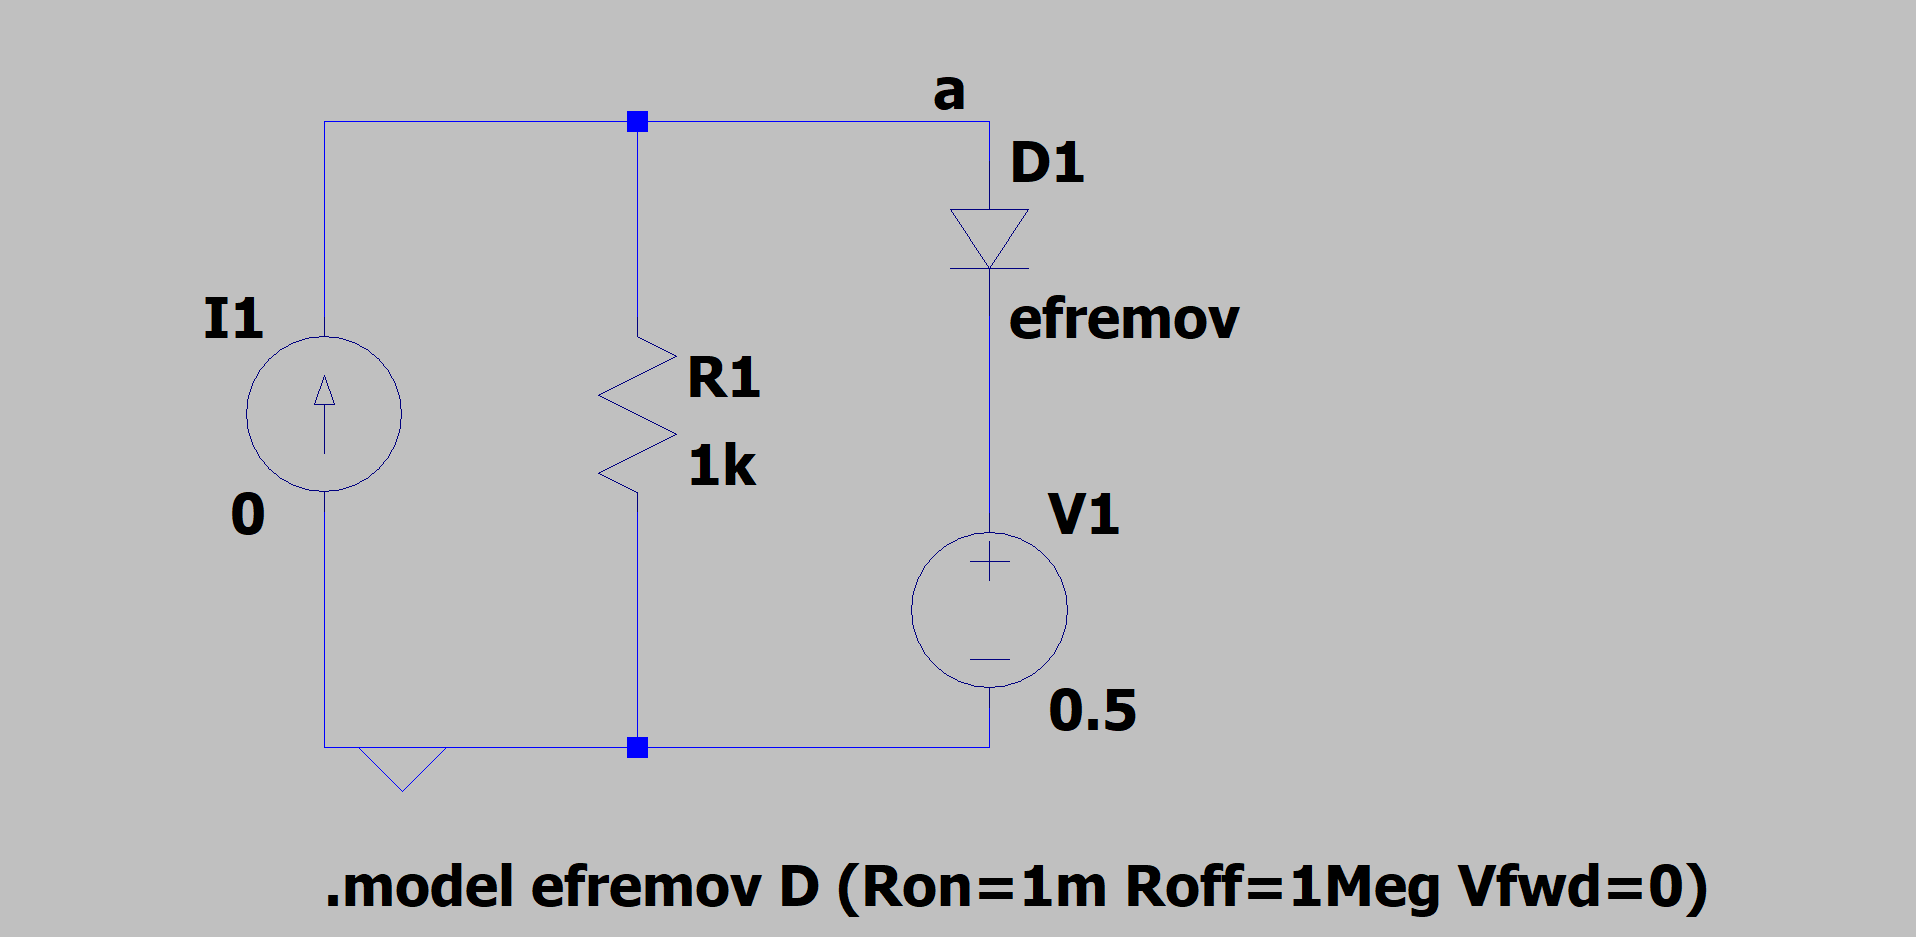 a
D1
I1
efremov
R1
1k
0
V1
0.5
.model efremov D (Ron=1m Roff=1Meg Vfwd=0)